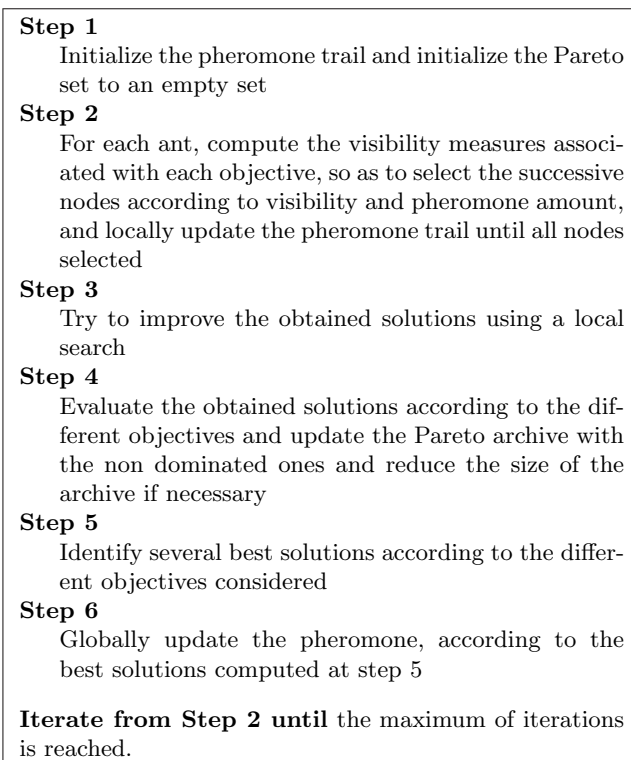 Step 1
Initialize the pheromone trail and initialize the Pareto
set to an empty set
Step 2
For each ant, compute the visibility measures associ-
ated with each objective, so as to select the successive
nodes according to visibility and pheromone amount,
and locally update the pheromone trail until all nodes
selected
Step 3
Try to improve the obtained solutions using a local
search
Step 4
Evaluate the obtained solutions according to the dif-
ferent objectives and update the Pareto archive with
the non dominated ones and reduce the size of the
archive if necessary
Step 5
Identify several best solutions according to the differ-
ent objectives considered
Step 6
Globally update the pheromone, according to the
best solutions computed at step 5
Iterate from Step 2 until the maximum of iterations
is reached.